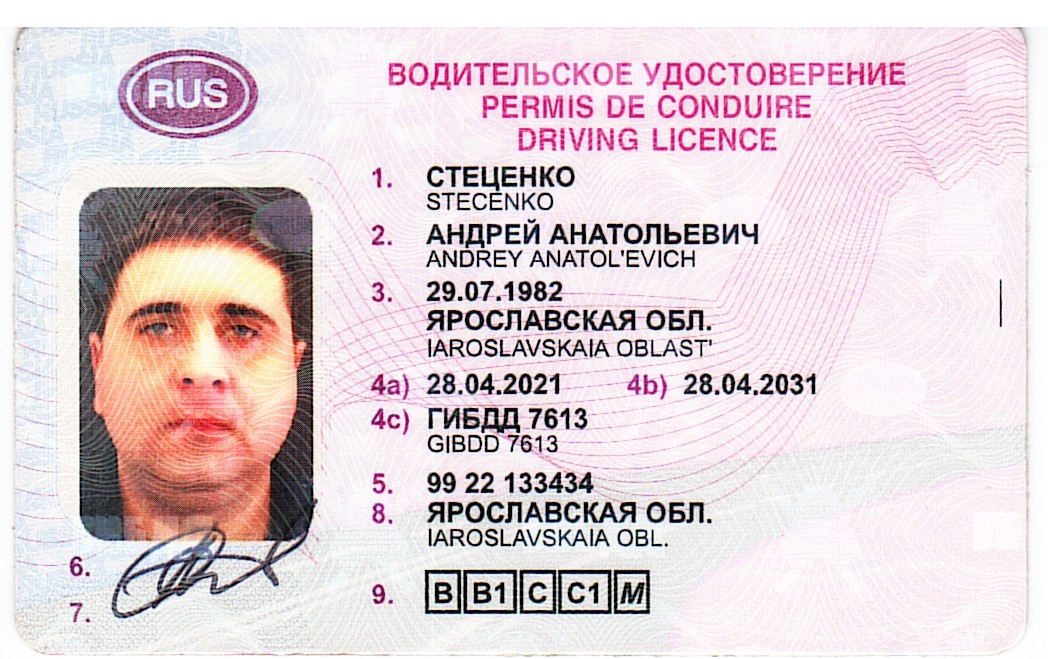 RUS
ВОДИТЕЛЬСКОЕ УДОСТОВЕРЕНИЕ
PERMIS DE CONDUIRE
DRIVING LICENCE
1. СТЕЦЕНКО
STECENKO
2. АНДРЕЙ АНАТОЛЬЕВИЧ
ANDREY ANATOL'EVICH
3. 29.07.1982
ЯРОСЛАВСКАЯ ОБЛ.
IAROSLAVSKAIA OBLAST'
4a) 28.04.2021 4b) 28.04.2031
4c) ГИБДД 7613
GIBDD 7613
5. 99 22 133434
8. ЯРОСЛАВСКАЯ ОБЛ.
IAROSLAVSKAIA OBL.
6.
7.
9. B B1 C C1 M